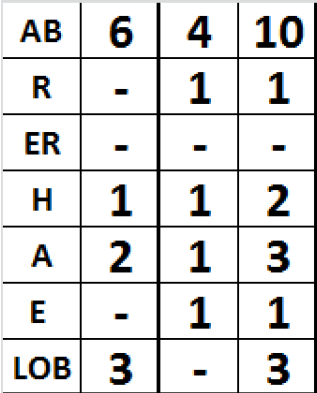 AB 6 4 10
R - 1 1
ER - - -
H 1 1 2
A 2 1 3
E - 1 1
LOB 3 - 3